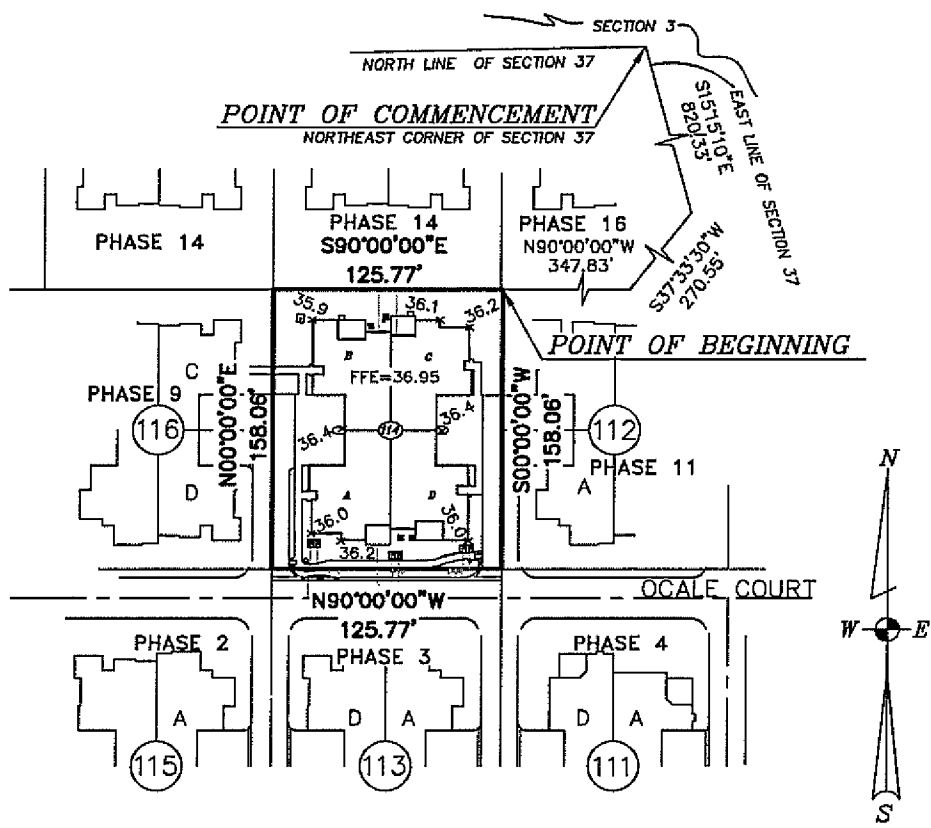 SECTION 3
NORTH LINE OF SECTION 37
POINT OF COMMENCEMENT
NORTHEAST CORNER OF SECTION 37
S15°15'10"E
820.33'
EAST LINE OF SECTION 37
PHASE 14
PHASE 14
S90°00'00"E
125.77'
PHASE 16
N90°00'00"W
347.83'
S37°33'30"W
270.55'
35.9
36.1
36.2
POINT OF BEGINNING
B
C
FFE=36.95
C
PHASE 9
116
D
N00°00'00"E
158.06'
36.4
114
36.4
S00°00'00"W
158.06'
112
PHASE 11
A
A
D
36.0
36.2
36.0
OCALE COURT
N90°00'00"W
125.77'
PHASE 2
PHASE 3
PHASE 4
A
D
A
D
A
115
113
111
N
W
E
S